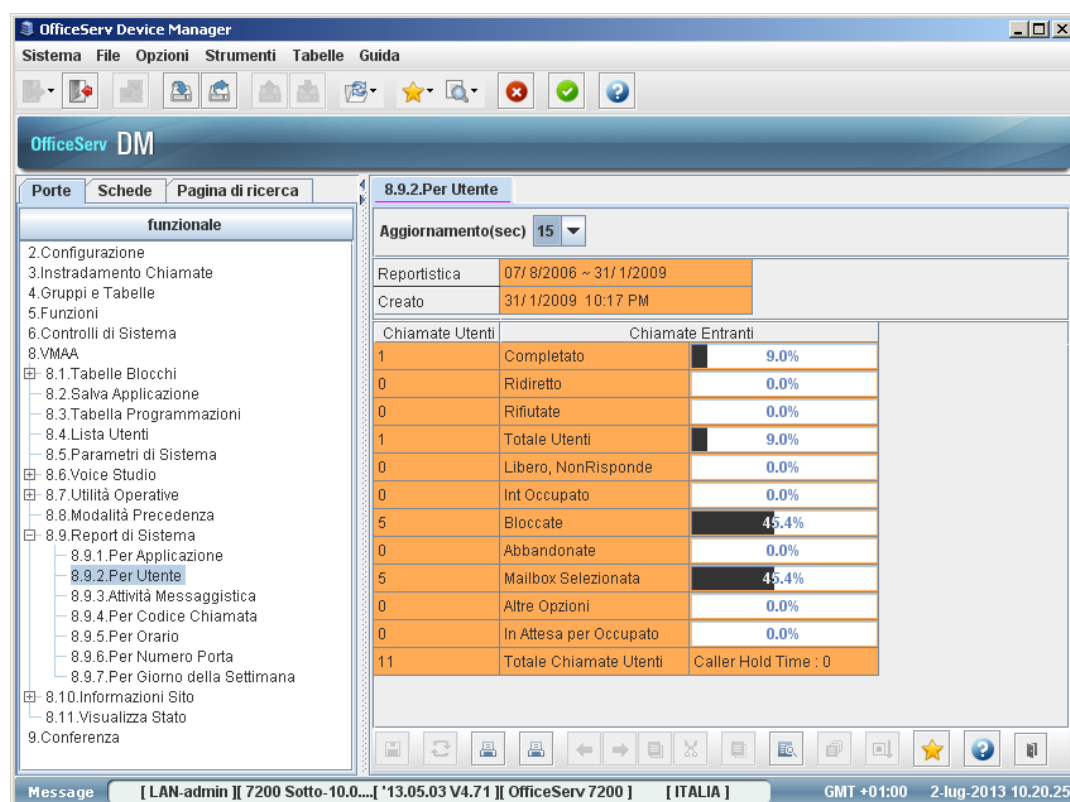 OfficeServ Device Manager
Sistema File Opzioni Strumenti Tabelle Guida
OfficeServ DM
Porte Schede Pagina di ricerca
funzionale
2.Configurazione
3.Instradamento Chiamate
4.Gruppi e Tabelle
5.Funzioni
6.Controlli di Sistema
8.VMAA
8.1.Tabelle Blocchi
8.2.Salva Applicazione
8.3.Tabella Programmazioni
8.4.Lista Utenti
8.5.Parametri di Sistema
8.6.Voice Studio
8.7.Utilità Operative
8.8.Modalità Precedenza
8.9.Report di Sistema
8.9.1.Per Applicazione
8.9.2.Per Utente
8.9.3.Attività Messaggistica
8.9.4.Per Codice Chiamata
8.9.5.Per Orario
8.9.6.Per Numero Porta
8.9.7.Per Giorno della Settimana
8.10.Informazioni Sito
8.11.Visualizza Stato
9.Conferenza
8.9.2.Per Utente
Aggiornamento(sec) 15
Reportistica 07/ 8/2006 ~ 31/ 1/2009
Creato 31/ 1/2009 10:17 PM
Chiamate Utenti Chiamate Entranti
1 Completato 9.0%
0 Ridiretto 0.0%
0 Rifiutate 0.0%
1 Totale Utenti 9.0%
0 Libero, NonRisponde 0.0%
0 Int Occupato 0.0%
5 Bloccate 45.4%
0 Abbandonate 0.0%
5 Mailbox Selezionata 45.4%
0 Altre Opzioni 0.0%
0 In Attesa per Occupato 0.0%
11 Totale Chiamate Utenti Caller Hold Time : 0
Message [ LAN-admin ][ 7200 Sotto-10.0....[ '13.05.03 V4.71 ][ OfficeServ 7200 ] [ ITALIA ] GMT +01:00 2-lug-2013 10.20.25